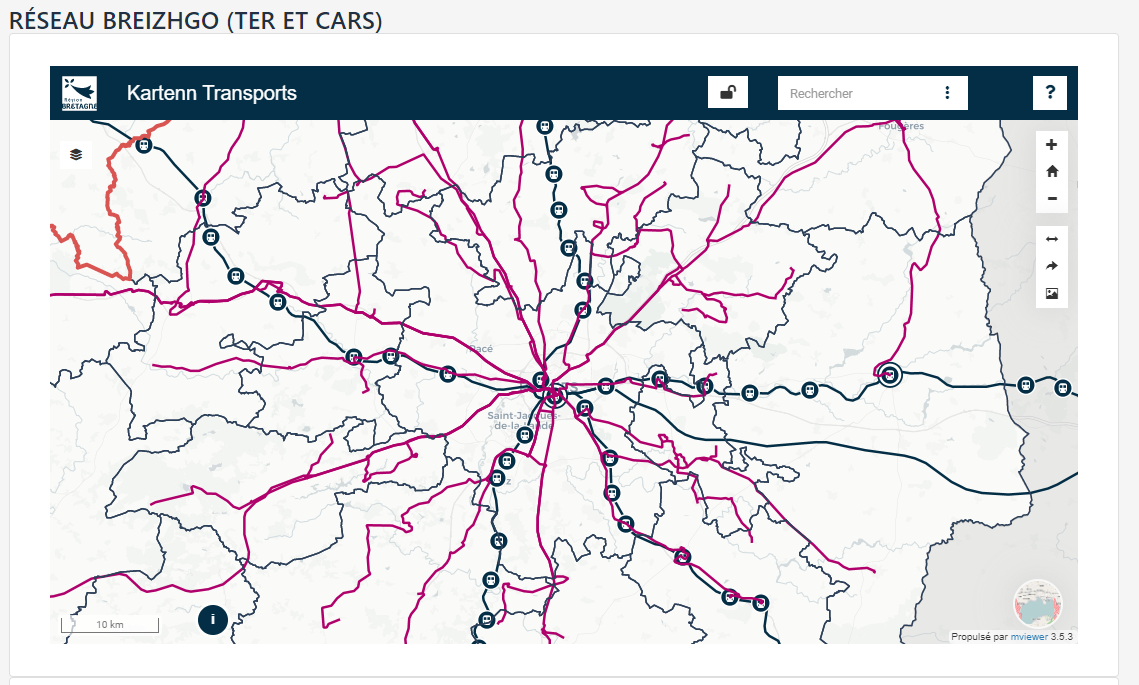 RÉSEAU BREIZHGO (TER ET CARS)
Région
BRETAGNE
Kartenn Transports
Rechercher
?
Fougères
Pacé
Saint-Jacques-
de-la-Lande
10 km
i
Propulsé par mviewer 3.5.3